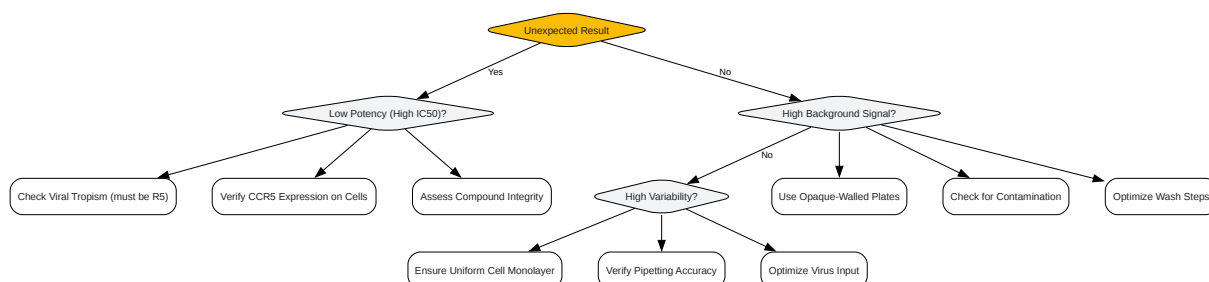 Unexpected Result
Yes
No
Low Potency (High IC50)?
High Background Signal?
No
Check Viral Tropism (must be R5)
Verify CCR5 Expression on Cells
Assess Compound Integrity
High Variability?
Use Opaque-Walled Plates
Check for Contamination
Optimize Wash Steps
Ensure Uniform Cell Monolayer
Verify Pipetting Accuracy
Optimize Virus Input